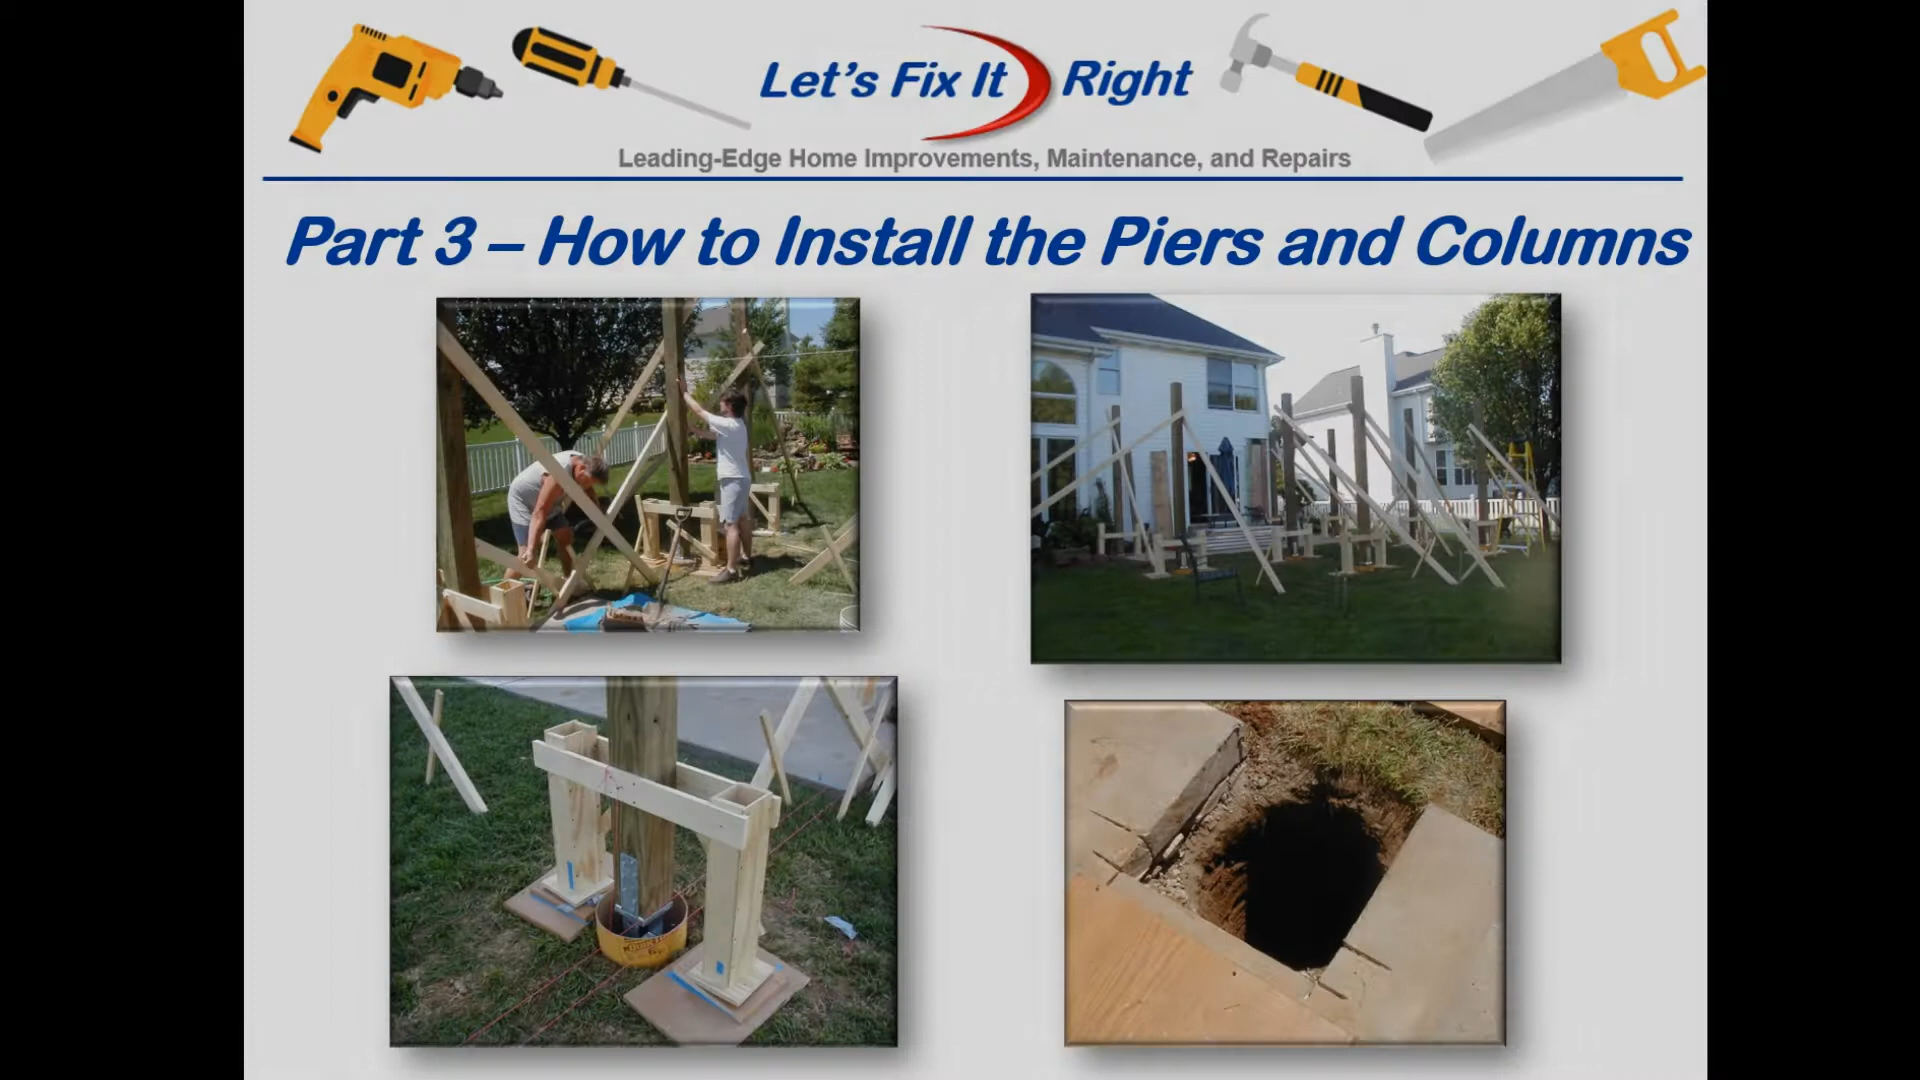 Let's Fix It Right
Leading-Edge Home Improvements, Maintenance, and Repairs
Part 3 – How to Install the Piers and Columns